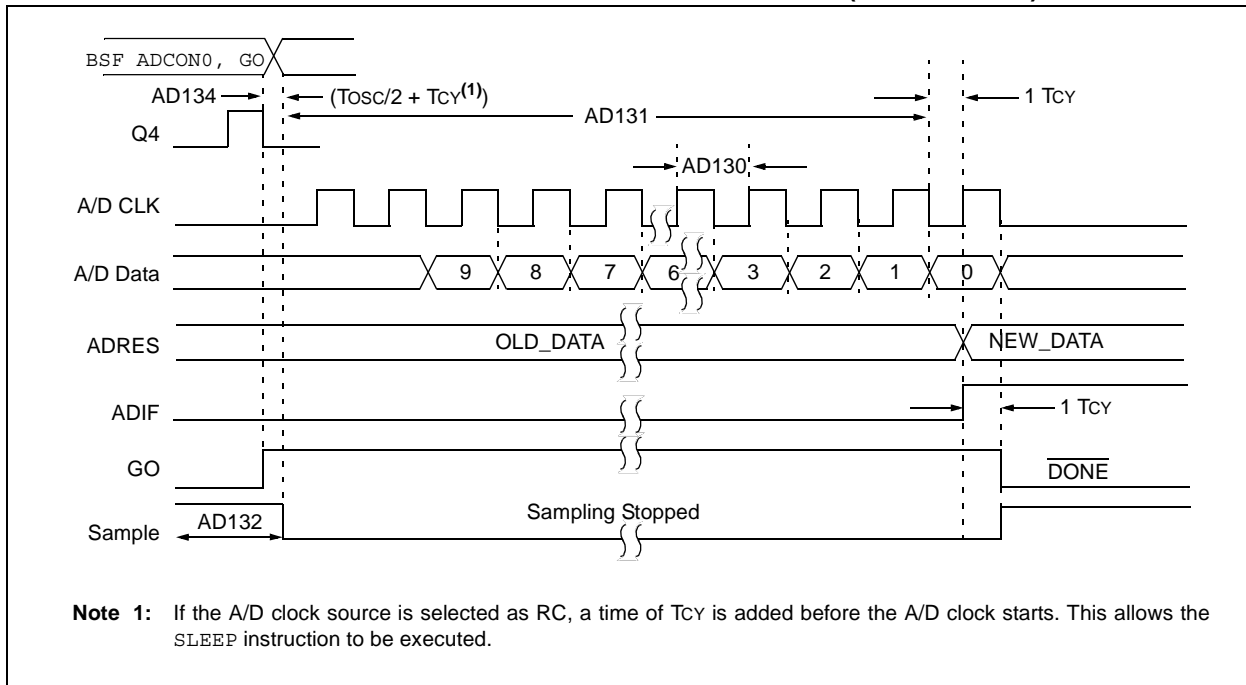 BSF ADCON0, GO
AD134
(TOSC/2 + TCY(1))
1 TCY
AD131
Q4
AD130
A/D CLK
A/D Data
9
8
7
6
3
2
1
0
ADRES
OLD_DATA
NEW_DATA
ADIF
1 TCY
GO
DONE
Sample
AD132
Sampling Stopped
Note 1: If the A/D clock source is selected as RC, a time of TCY is added before the A/D clock starts. This allows the
SLEEP instruction to be executed.